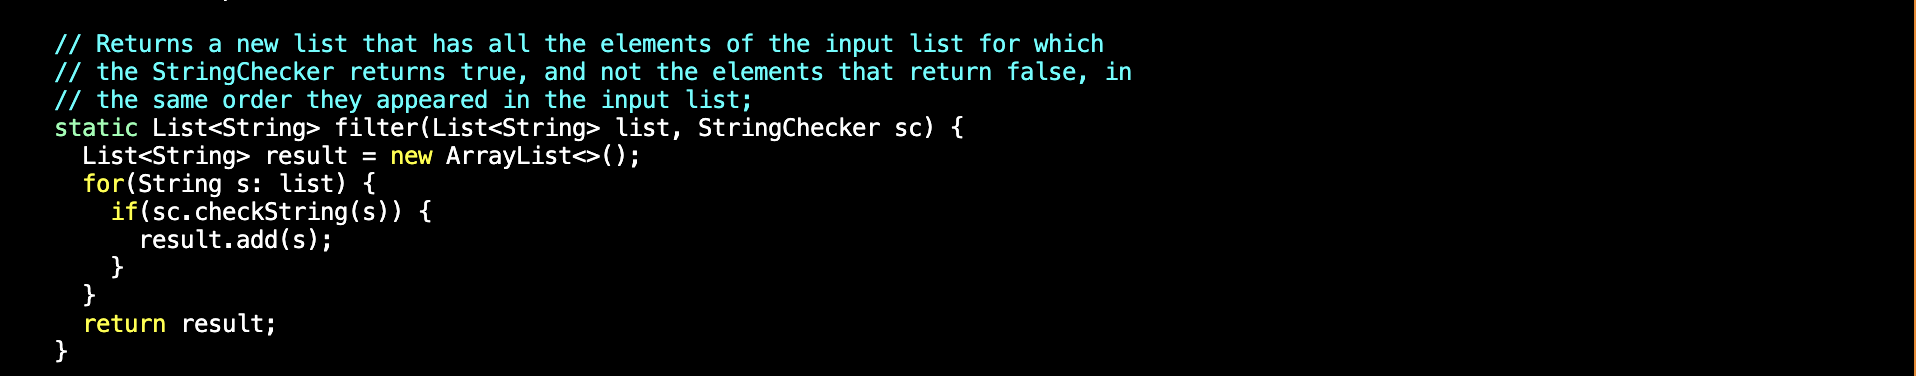 // Returns a new list that has all the elements of the input list for which
// the StringChecker returns true, and not the elements that return false, in
// the same order they appeared in the input list;
static List<String> filter(List<String> list, StringChecker sc) {
  List<String> result = new ArrayList<>();
  for(String s: list) {
    if(sc.checkString(s)) {
      result.add(s);
    }
  }
  return result;
}